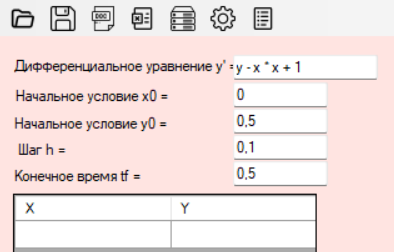 DOC
Дифференциальное уравнение y' = y - x * x + 1
Начальное условие x0 = 0
Начальное условие y0 = 0,5
Шаг h = 0,1
Конечное время tf = 0,5
X Y